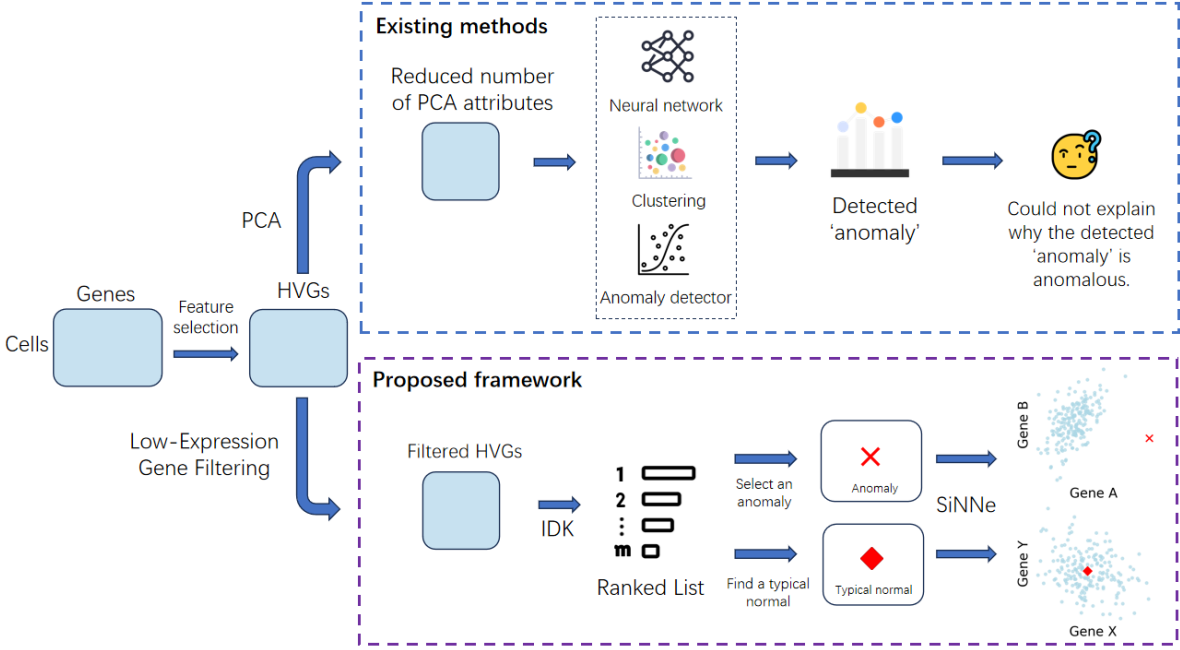 Existing methods
Reduced number
of PCA attributes
Neural network
Clustering
Anomaly detector
Detected
‘anomaly’
?
Could not explain
why the detected
‘anomaly’ is
anomalous.
PCA
Genes
Cells
Feature
selection
HVGs
Low-Expression
Gene Filtering
Proposed framework
Filtered HVGs
IDK
1
2
⋮
m
Ranked List
Select an
anomaly
Anomaly
Find a typical
normal
Typical normal
SiNNe
Gene B
Gene A
Gene Y
Gene X